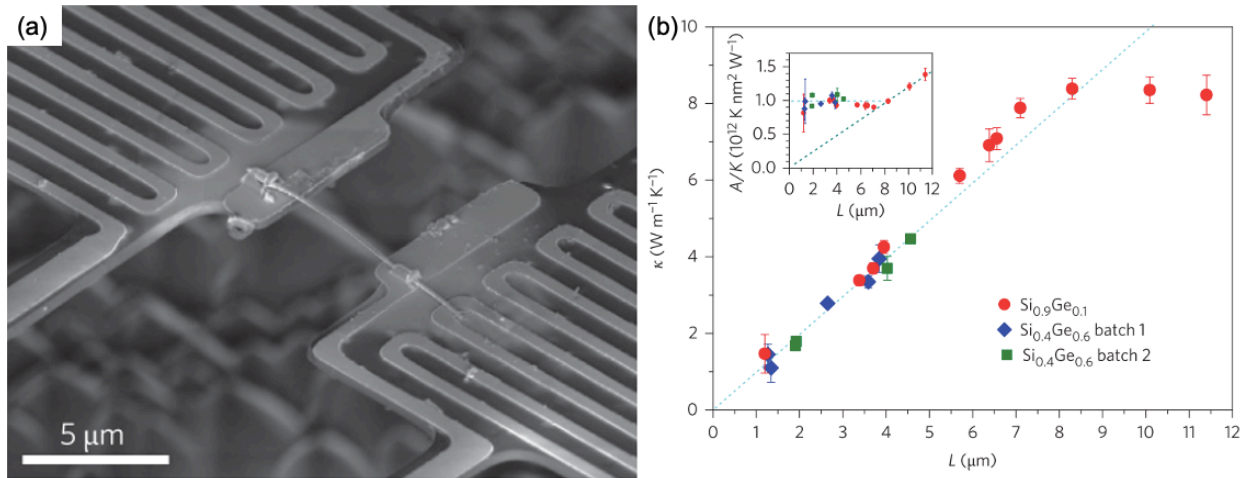 (a)
5 μm
(b)
10
8
6
4
2
0
κ (W m⁻¹ K⁻¹)
0 1 2 3 4 5 6 7 8 9 10 11 12
L (μm)
1.5
1.0
0.5
0.0
A/K (10¹² K nm² W⁻¹)
0 2 4 6 8 10 12
L (μm)
Si₀.₉Ge₀.₁
Si₀.₄Ge₀.₆ batch 1
Si₀.₄Ge₀.₆ batch 2